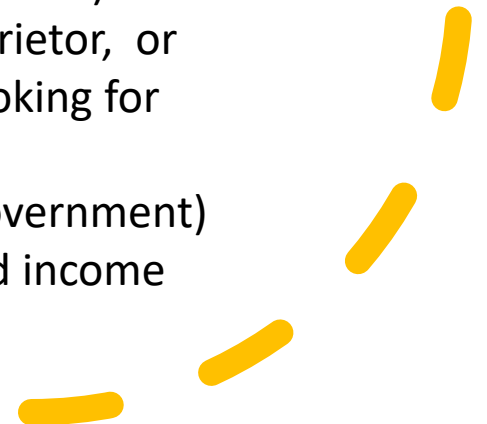 rietor, or
oking for
overnment)
d income